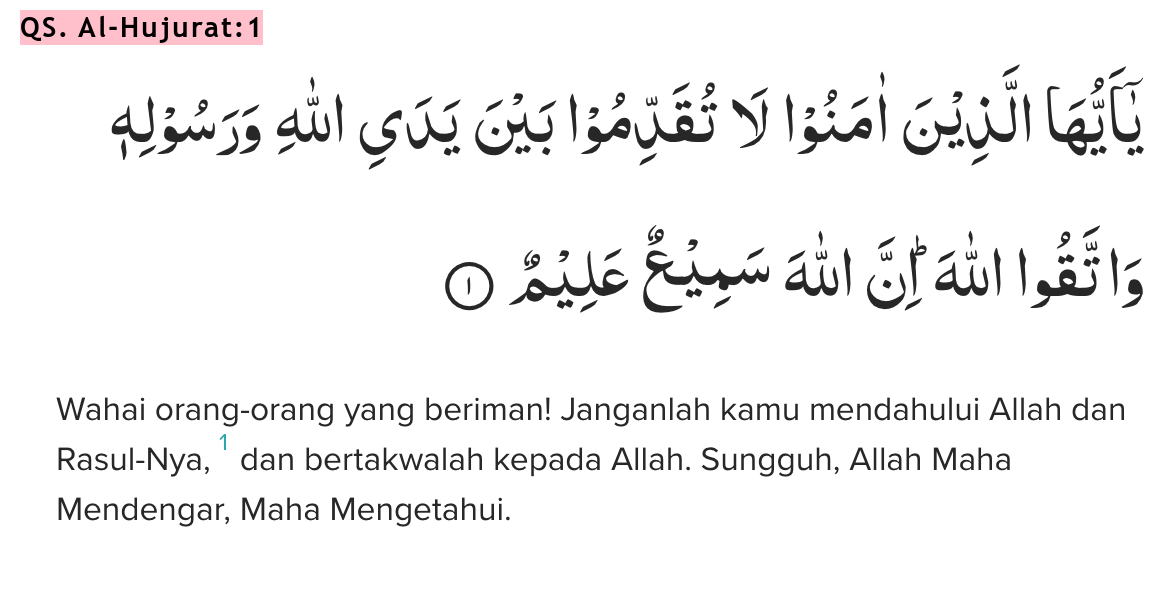 QS. Al-Hujurat:1
يٰٓاَيُّهَا الَّذِيْنَ اٰمَنُوْا لَا تُقَدِّمُوْا بَيْنَ يَدَيِ اللّٰهِ وَرَسُوْلِهٖ
وَاتَّقُوا اللّٰهَ ۗاِنَّ اللّٰهَ سَمِيْعٌ عَلِيْمٌ ١
Wahai orang-orang yang beriman! Janganlah kamu mendahului Allah dan
Rasul-Nya, 1 dan bertakwalah kepada Allah. Sungguh, Allah Maha
Mendengar, Maha Mengetahui.